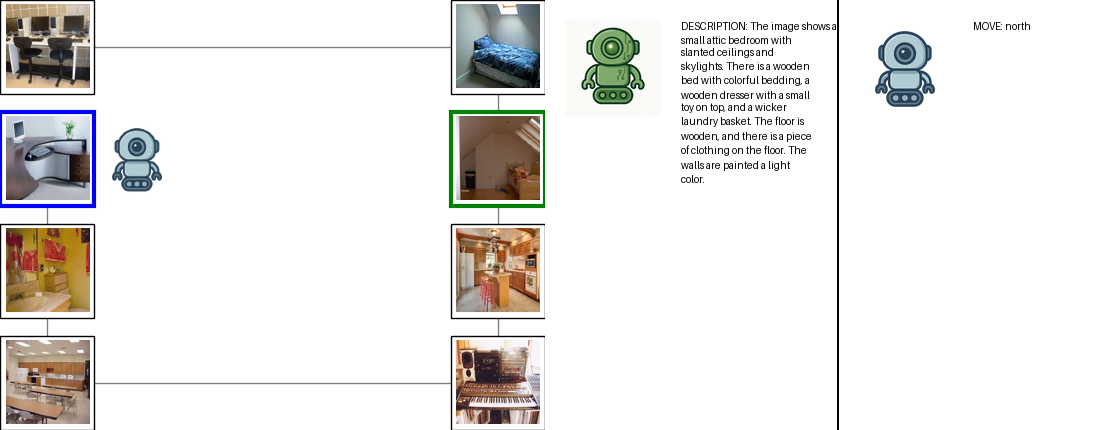 DESCRIPTION: The image shows a
small attic bedroom with
slanted ceilings and
skylights. There is a wooden
bed with colorful bedding, a
wooden dresser with a small
toy on top, and a wicker
laundry basket. The floor is
wooden, and there is a piece
of clothing on the floor. The
walls are painted a light
color.
MOVE: north